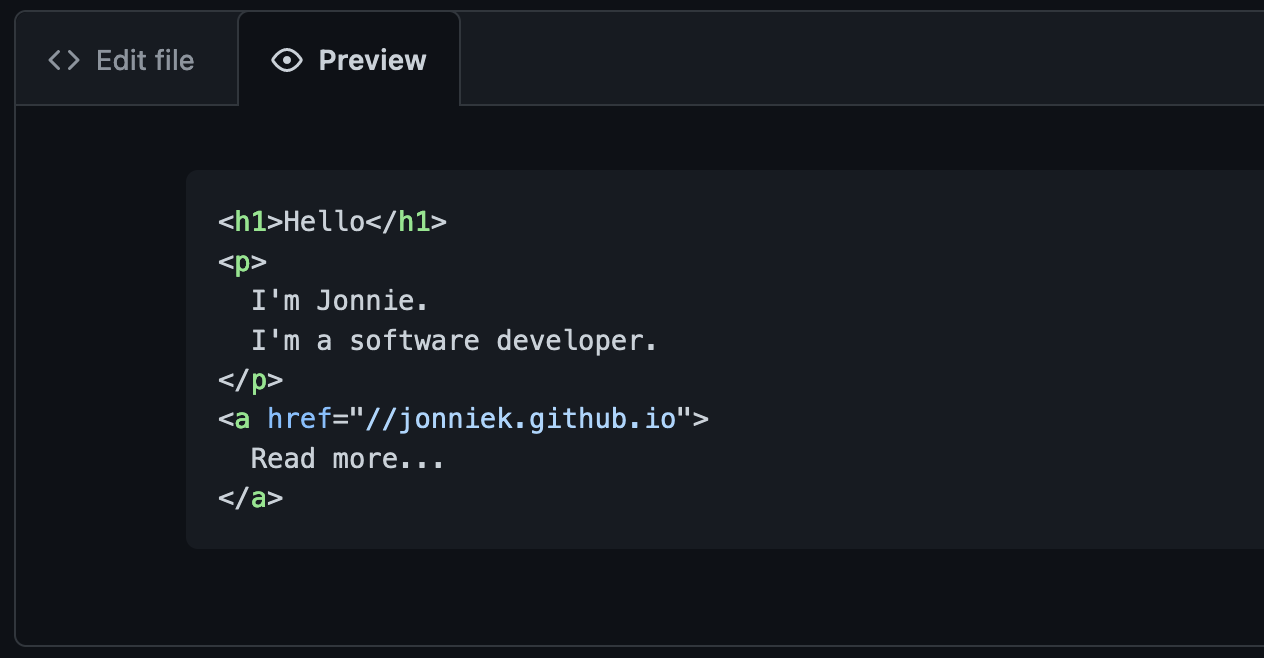 <> Edit file
Preview
<h1>Hello</h1>
<p>
  I'm Jonnie.
  I'm a software developer.
</p>
<a href="//jonniek.github.io">
  Read more...
</a>